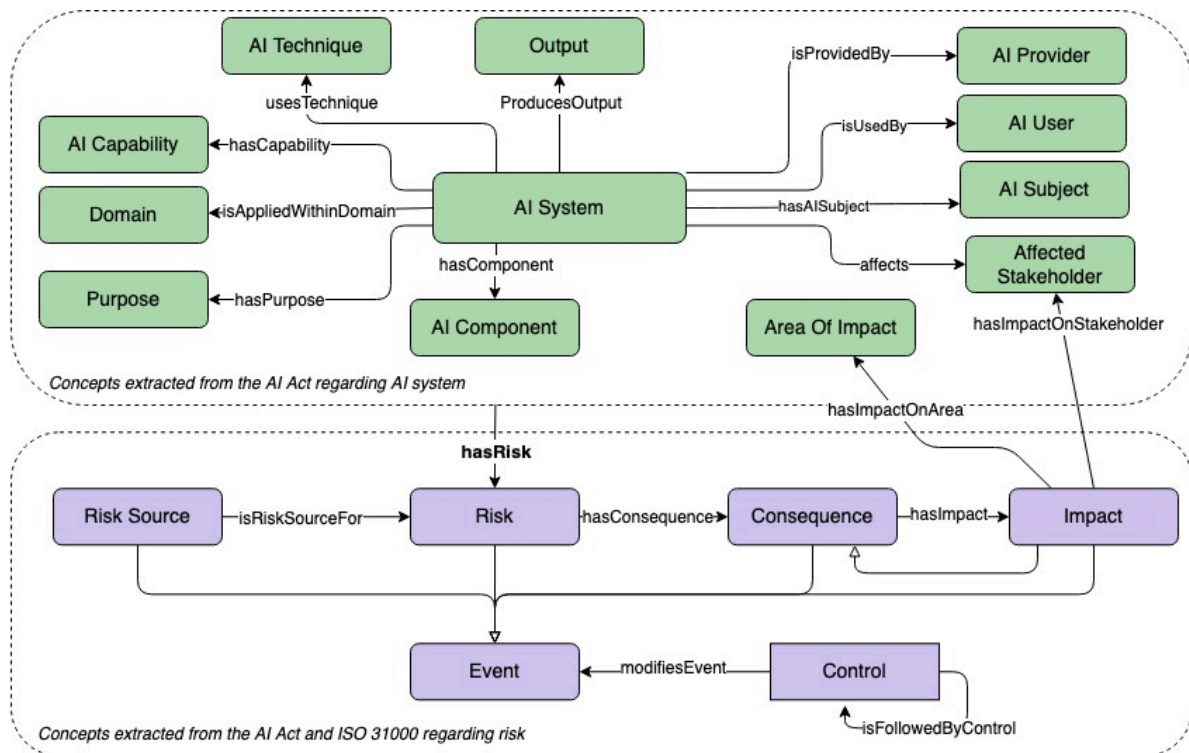 AI Technique
Output
isProvidedBy
AI Provider
usesTechnique
ProducesOutput
AI Capability
hasCapability
isUsedBy
AI User
Domain
isAppliedWithinDomain
AI System
hasAISubject
AI Subject
Purpose
hasPurpose
hasComponent
affects
Affected
Stakeholder
AI Component
Area Of Impact
hasImpactOnStakeholder
Concepts extracted from the AI Act regarding AI system
hasImpactOnArea
hasRisk
Risk Source
isRiskSourceFor
Risk
hasConsequence
Consequence
hasImpact
Impact
Event
modifiesEvent
Control
isFollowedByControl
Concepts extracted from the AI Act and ISO 31000 regarding risk